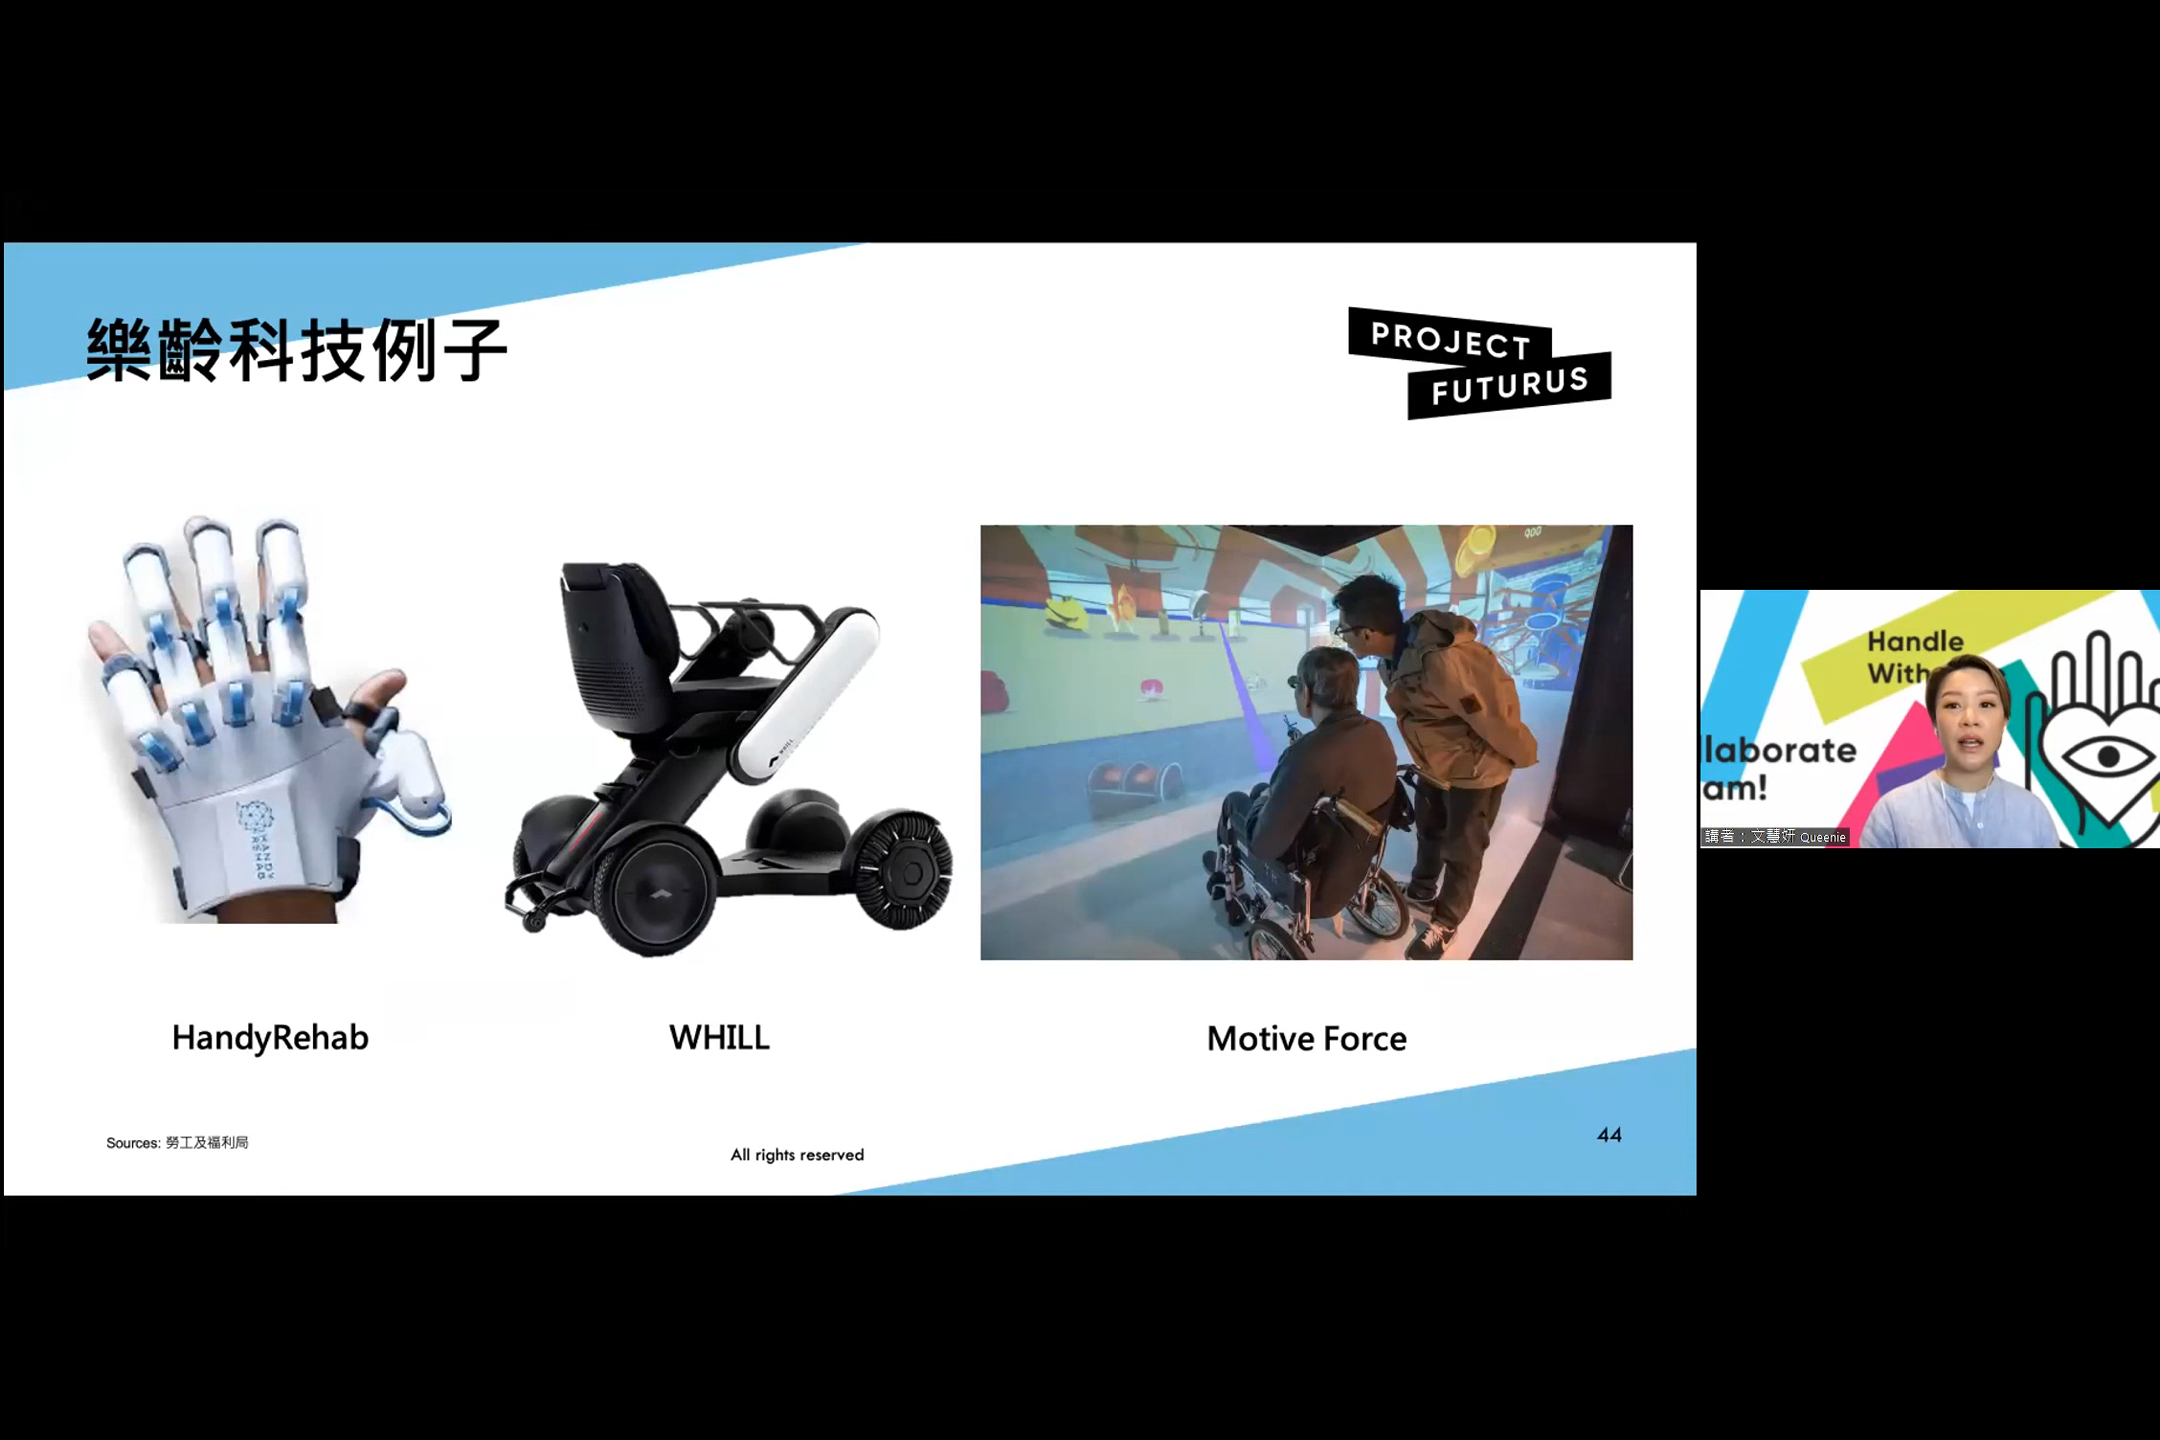 樂齡科技例子
PROJECT
FUTURUS
HandyRehab
WHILL
Motive Force
Sources: 勞工及福利局
All rights reserved
44
Handle
With
llaborate
am!
講者：文慧妍 Queenie